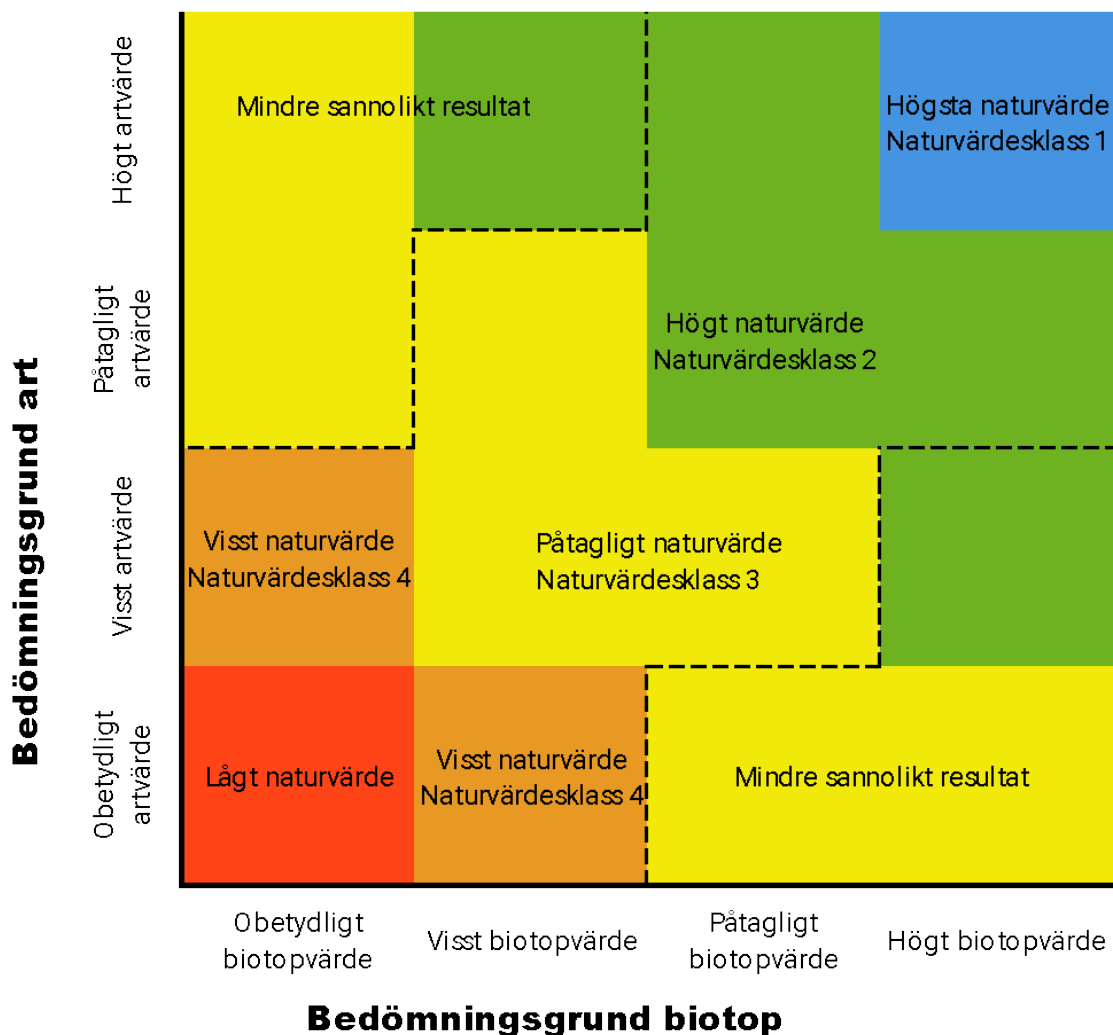 Bedömningsgrund art
Högt artvärde
Påtagligt
artvärde
Visst artvärde
Obetydligt
artvärde
Mindre sannolikt resultat
Högsta naturvärde
Naturvärdesklass 1
Högt naturvärde
Naturvärdesklass 2
Visst naturvärde
Naturvärdesklass 4
Påtagligt naturvärde
Naturvärdesklass 3
Lågt naturvärde
Visst naturvärde
Naturvärdesklass 4
Mindre sannolikt resultat
Obetydligt
biotopvärde
Visst biotopvärde
Påtagligt
biotopvärde
Högt biotopvärde
Bedömningsgrund biotop